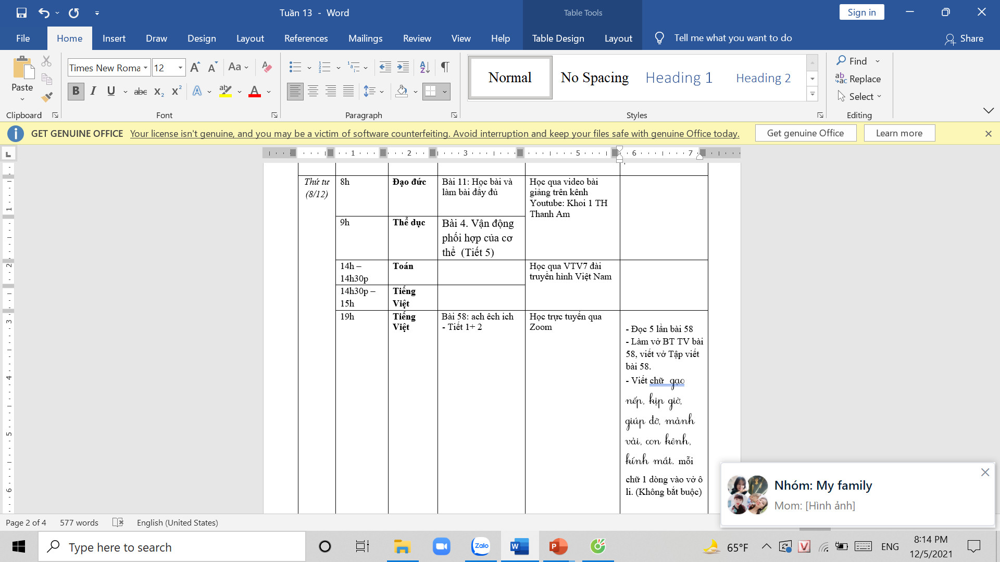 Tuần 13 - Word
Table Tools
Sign in
File
Home
Insert
Draw
Design
Layout
References
Mailings
Review
View
Help
Table Design
Layout
Tell me what you want to do
Share
Paste
Clipboard
Times New Roma
12
Font
Paragraph
Normal
No Spacing
Heading 1
Heading 2
Styles
Find
Replace
Select
Editing
GET GENUINE OFFICE Your license isn't genuine, and you may be a victim of software counterfeiting. Avoid interruption and keep your files safe with genuine Office today.
Get genuine Office
Learn more
1 2 3 5 6 7
Thứ tư
(8/12)
8h
Đạo đức
Bài 11: Học bài và
làm bài đầy đủ
Học qua video bài
giảng trên kênh
Youtube: Khoi 1 TH
Thanh Am
9h
Thể dục
Bài 4. Vận động
phối hợp của cơ
thể (Tiết 5)
14h –
14h30p
Toán
Học qua VTV7 đài
truyền hình Việt Nam
14h30p –
15h
Tiếng
Việt
19h
Tiếng
Việt
Bài 58: ach êch ich
- Tiết 1+ 2
Học trực tuyến qua
Zoom
- Đọc 5 lần bài 58
- Làm vở BT TV bài
58, viết vở Tập viết
bài 58.
- Viết chữ gạo
nếp, kịp giờ,
giúp đỡ, mảnh
vải, con kênh,
kính mắt. mỗi
chữ 1 dòng vào vở ô
li. (Không bắt buộc)
1
2
3
4
5
6
Nhóm: My family
Mom: [Hình ảnh]
Page 2 of 4
577 words
English (United States)
Type here to search
Zalo
65°F
ENG
8:14 PM
12/5/2021